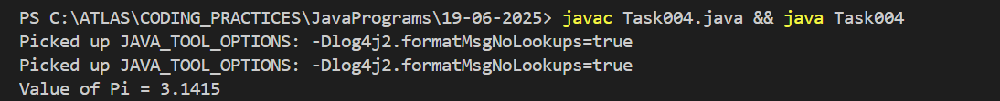 PS C:\ATLAS\CODING_PRACTICES\JavaPrograms\19-06-2025> javac Task004.java && java Task004
Picked up JAVA_TOOL_OPTIONS: -Dlog4j2.formatMsgNoLookups=true
Picked up JAVA_TOOL_OPTIONS: -Dlog4j2.formatMsgNoLookups=true
Value of Pi = 3.1415